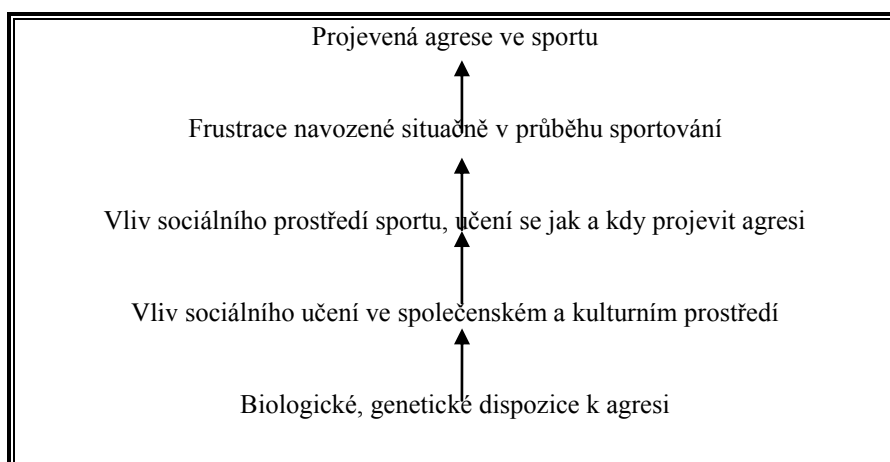 Projevená agrese ve sportu
Frustrace navozené situačně v průběhu sportování
Vliv sociálního prostředí sportu, učení se jak a kdy projevit agresi
Vliv sociálního učení ve společenském a kulturním prostředí
Biologické, genetické dispozice k agresi